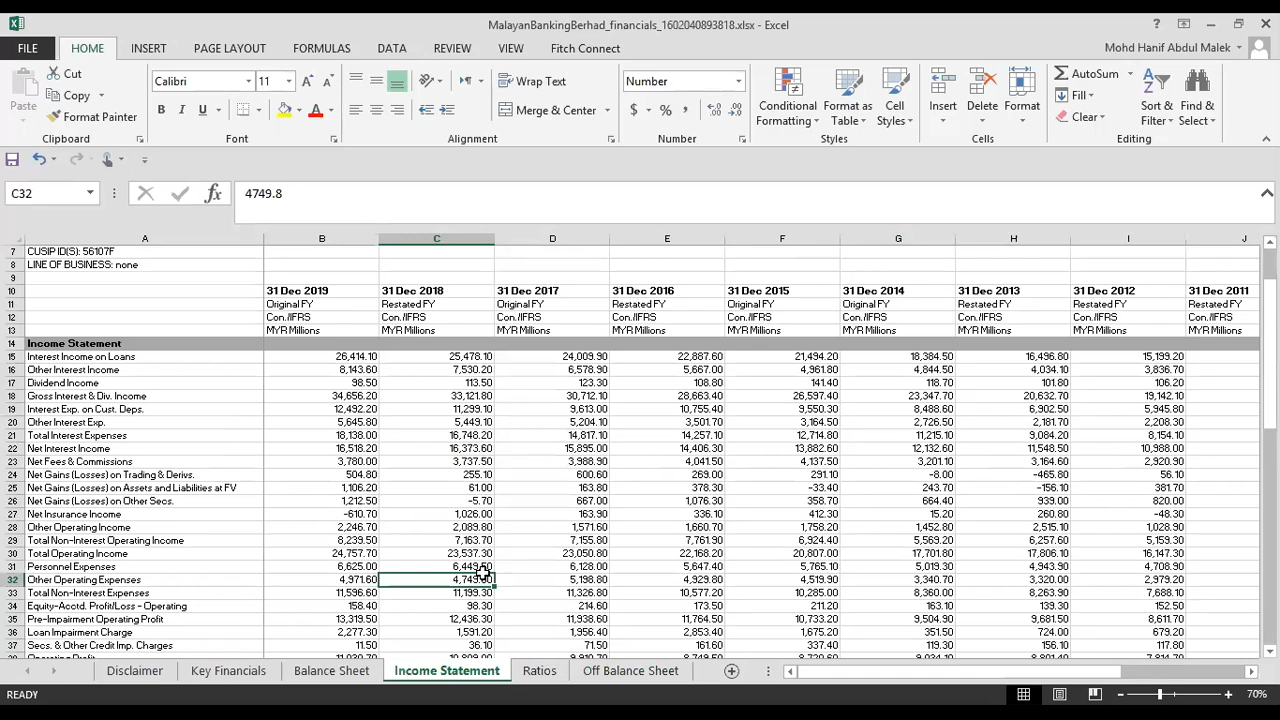 MalayanBankingBerhad_financials_1602040893818.xlsx - Excel
?
FILE HOME INSERT PAGE LAYOUT FORMULAS DATA REVIEW VIEW Fitch Connect Mohd Hanif Abdul Malek
Cut
Copy
Format Painter
Paste
Clipboard
Calibri 11
B I U
Font
Wrap Text
Merge & Center
Alignment
Number
$ % ,
Number
Conditional Formatting
Format as Table
Cell Styles
Styles
Insert Delete Format
Cells
AutoSum
Fill
Clear
Sort & Filter
Find & Select
Editing
C32 fx 4749.8
A B C D E F G H I J
7 CUSIP ID(S): 56107F
8 LINE OF BUSINESS: none
9
10 31 Dec 2019 31 Dec 2018 31 Dec 2017 31 Dec 2016 31 Dec 2015 31 Dec 2014 31 Dec 2013 31 Dec 2012 31 Dec 2011
11 Original FY Restated FY Original FY Restated FY Original FY Original FY Restated FY Restated FY Restated FY
12 Con./IFRS Con./IFRS Con./IFRS Con./IFRS Con./IFRS Con./IFRS Con./IFRS Con./IFRS Con./IFRS
13 MYR Millions MYR Millions MYR Millions MYR Millions MYR Millions MYR Millions MYR Millions MYR Millions MYR Millions
14 Income Statement
15 Interest Income on Loans 26,414.10 25,478.10 24,009.90 22,887.60 21,494.20 18,384.50 16,496.80 15,199.20
16 Other Interest Income 8,143.60 7,530.20 6,578.90 5,667.00 4,961.80 4,844.50 4,034.10 3,836.70
17 Dividend Income 98.50 113.50 123.30 108.80 141.40 118.70 101.80 106.20
18 Gross Interest & Div. Income 34,656.20 33,121.80 30,712.10 28,663.40 26,597.40 23,347.70 20,632.70 19,142.10
19 Interest Exp. on Cust. Deps. 12,492.20 11,299.10 9,613.00 10,755.40 9,550.30 8,488.60 6,902.50 5,945.80
20 Other Interest Exp. 5,645.80 5,449.10 5,204.10 3,501.70 3,164.50 2,726.50 2,181.70 2,208.30
21 Total Interest Expenses 18,138.00 16,748.20 14,817.10 14,257.10 12,714.80 11,215.10 9,084.20 8,154.10
22 Net Interest Income 16,518.20 16,373.60 15,895.00 14,406.30 13,882.60 12,132.60 11,548.50 10,988.00
23 Net Fees & Commissions 3,780.00 3,737.50 3,988.90 4,041.50 4,137.50 3,201.10 3,164.60 2,920.90
24 Net Gains (Losses) on Trading & Derivs. 504.80 255.10 600.60 269.00 291.10 -8.00 -465.80 56.10
25 Net Gains (Losses) on Assets and Liabilities at FV 1,106.20 61.00 163.80 378.30 -33.40 243.70 -156.10 381.70
26 Net Gains (Losses) on Other Secs. 1,212.50 -5.70 667.00 1,076.30 358.70 664.40 939.00 820.00
27 Net Insurance Income -610.70 1,026.00 163.90 336.10 412.30 15.20 260.80 -48.30
28 Other Operating Income 2,246.70 2,089.80 1,571.60 1,660.70 1,758.20 1,452.80 2,515.10 1,028.90
29 Total Non-Interest Operating Income 8,239.50 7,163.70 7,155.80 7,761.90 6,924.40 5,569.20 6,257.60 5,159.30
30 Total Operating Income 24,757.70 23,537.30 23,050.80 22,168.20 20,807.00 17,701.80 17,806.10 16,147.30
31 Personnel Expenses 6,625.00 6,449.50 6,128.00 5,647.40 5,765.10 5,019.30 4,943.90 4,708.90
32 Other Operating Expenses 4,971.60 4,749.80 5,198.80 4,929.80 4,519.90 3,340.70 3,320.00 2,979.20
33 Total Non-Interest Expenses 11,596.60 11,199.30 11,326.80 10,577.20 10,285.00 8,360.00 8,263.90 7,688.10
34 Equity-Acctd. Profit/Loss - Operating 158.40 98.30 214.60 173.50 211.20 163.10 139.30 152.50
35 Pre-Impairment Operating Profit 13,319.50 12,436.30 11,938.60 11,764.50 10,733.20 9,504.90 9,681.50 8,611.70
36 Loan Impairment Charge 2,277.30 1,591.20 1,956.40 2,853.40 1,675.20 351.50 724.00 679.20
37 Secs. & Other Credit Imp. Charges 11.50 36.10 71.50 161.60 337.40 119.30 156.10 117.80
Disclaimer Key Financials Balance Sheet Income Statement Ratios Off Balance Sheet
READY 70%